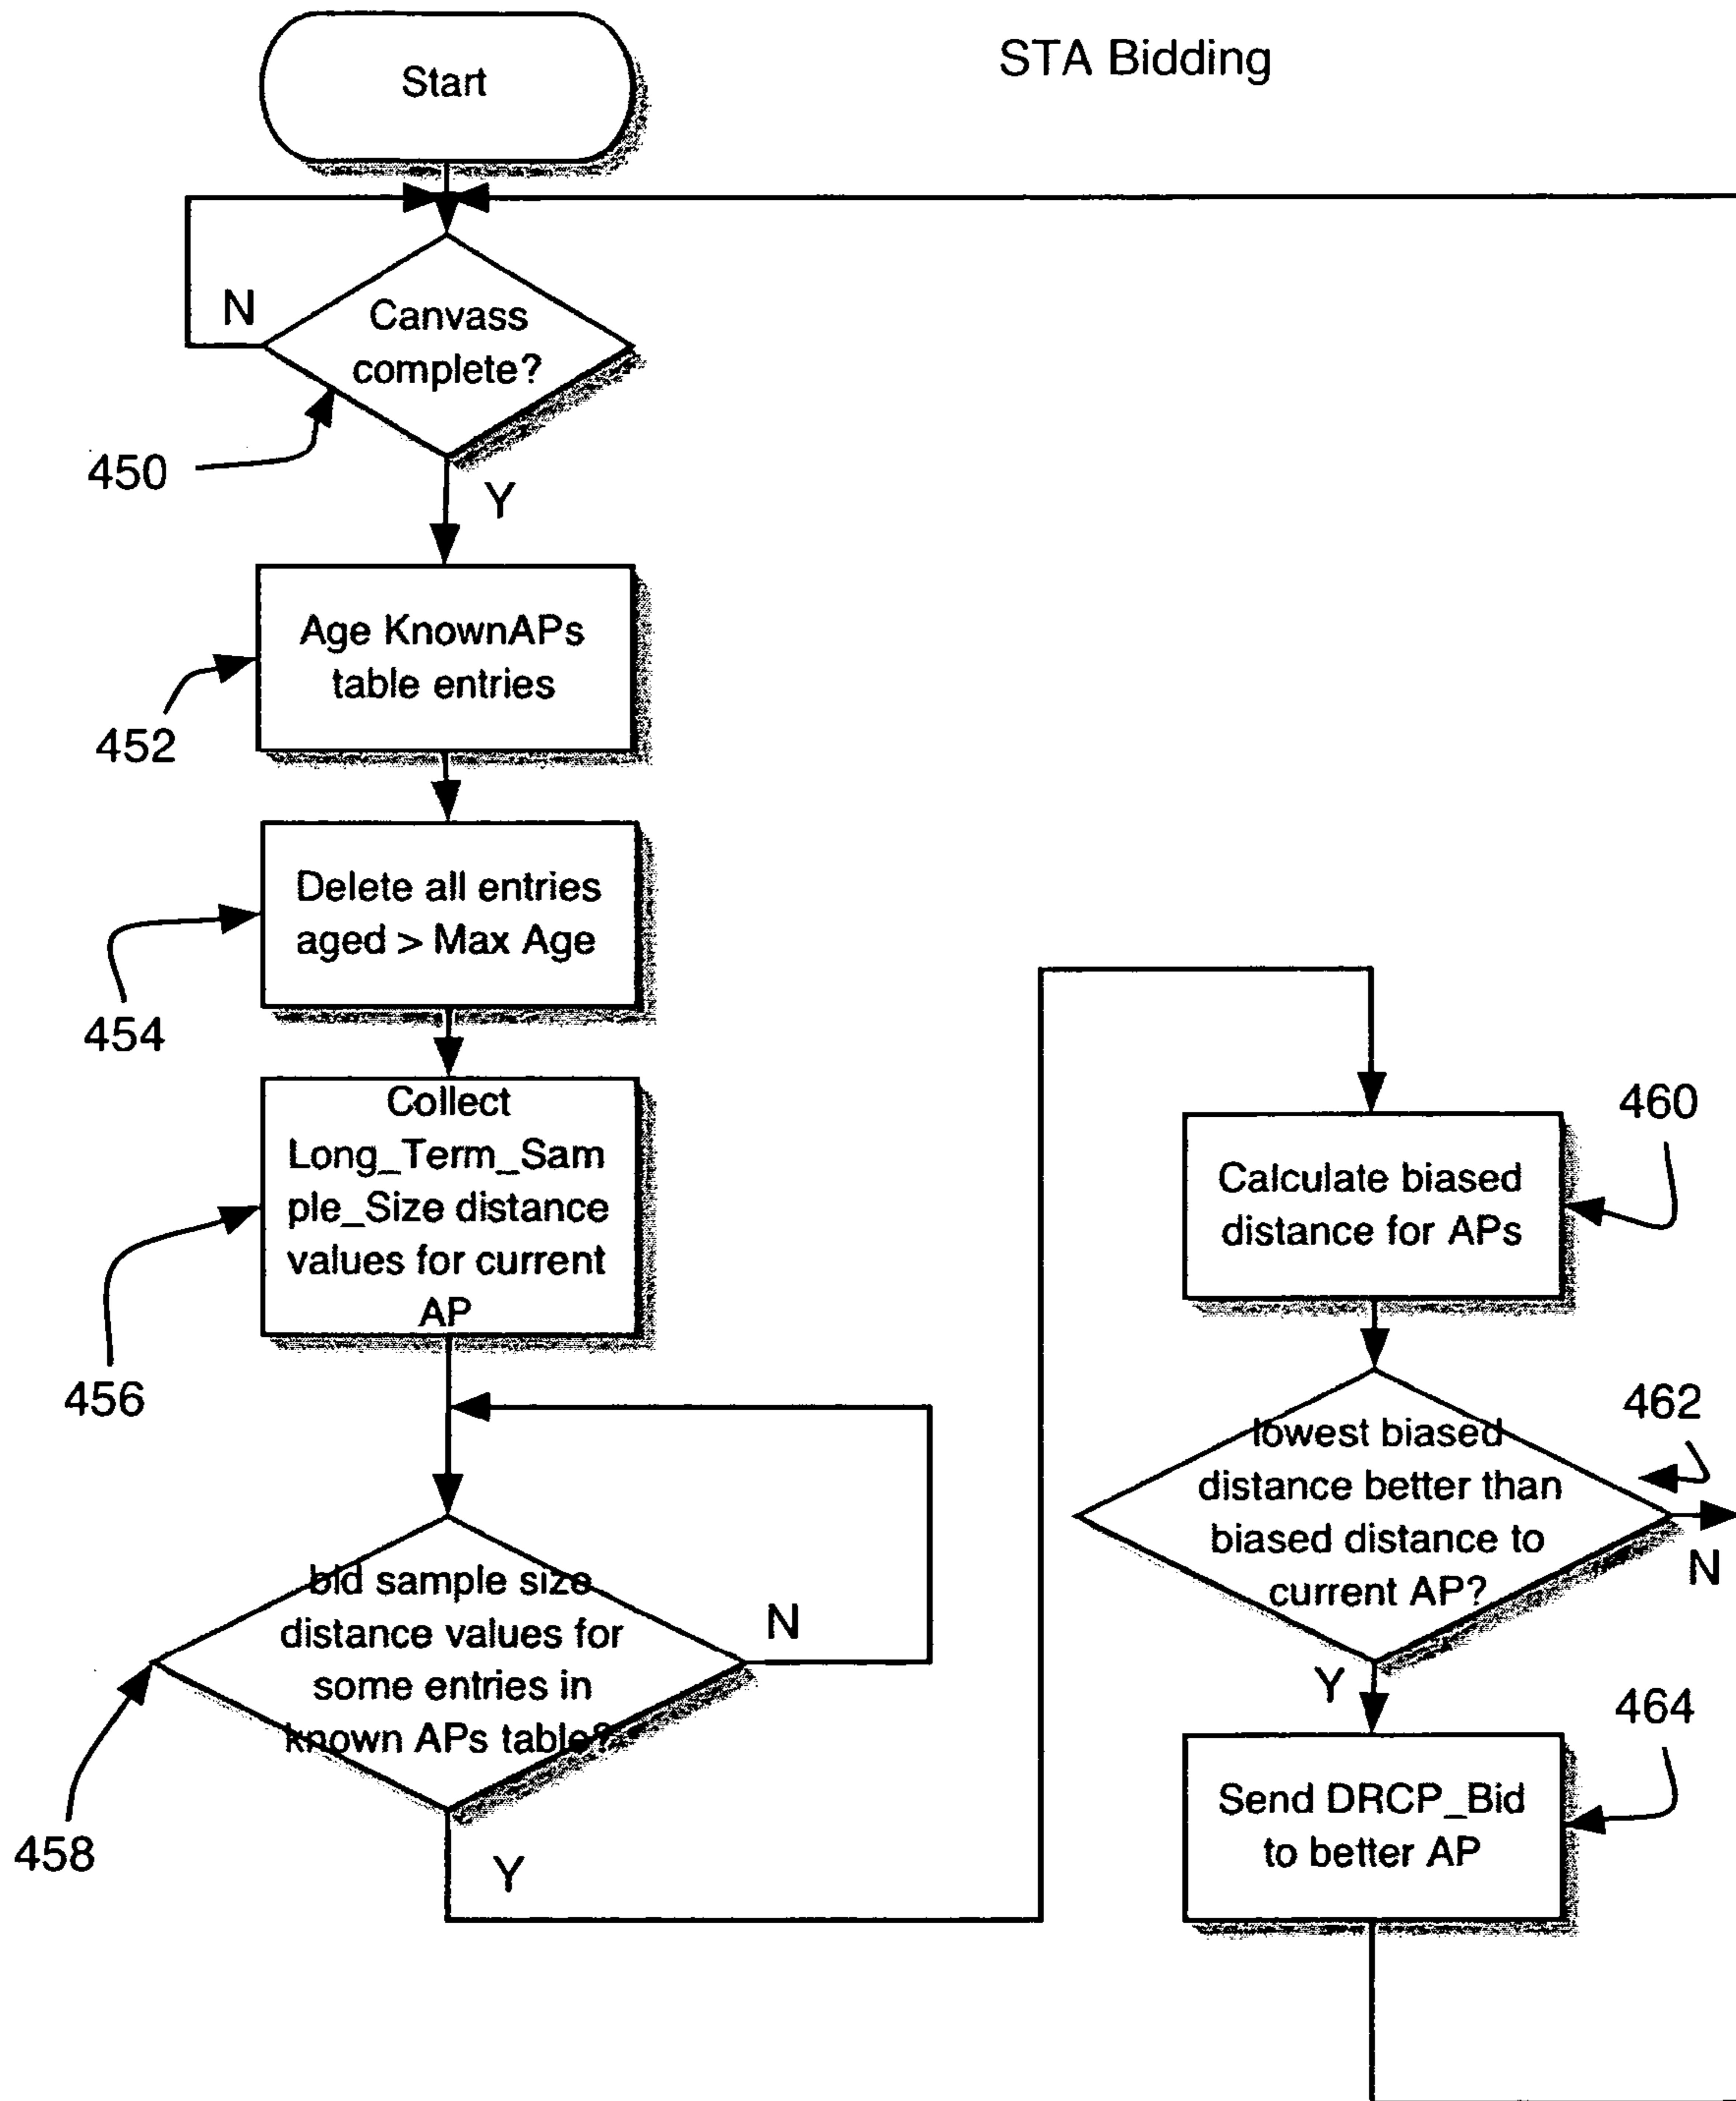 Start
STA Bidding
N
Canvass
complete?
450
Y
Age KnownAPs
table entries
452
Delete all entries
aged > Max Age
454
Collect
Long_Term_Sam
ple_Size distance
values for current
AP
456
bid sample size
distance values for
some entries in
known APs table?
N
458
Y
460
Calculate biased
distance for APs
462
lowest biased
distance better than
biased distance to
current AP?
N
Y
464
Send DRCP_Bid
to better AP